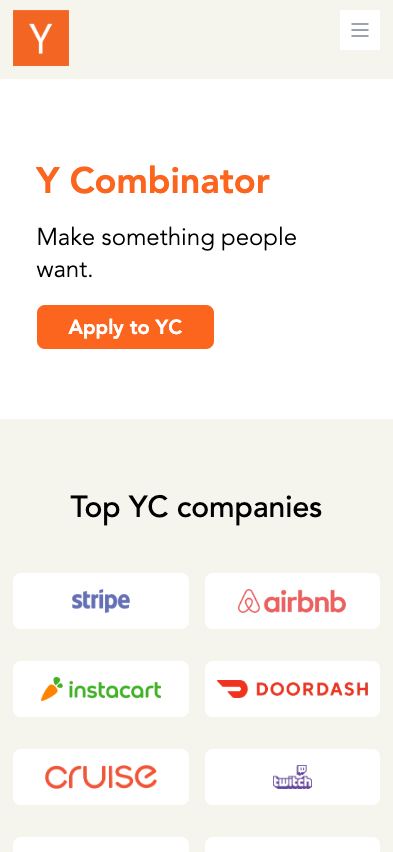 Y
Y Combinator
Make something people
want.
Apply to YC
Top YC companies
stripe
airbnb
instacart
DOORDASH
CRUISE
twitch